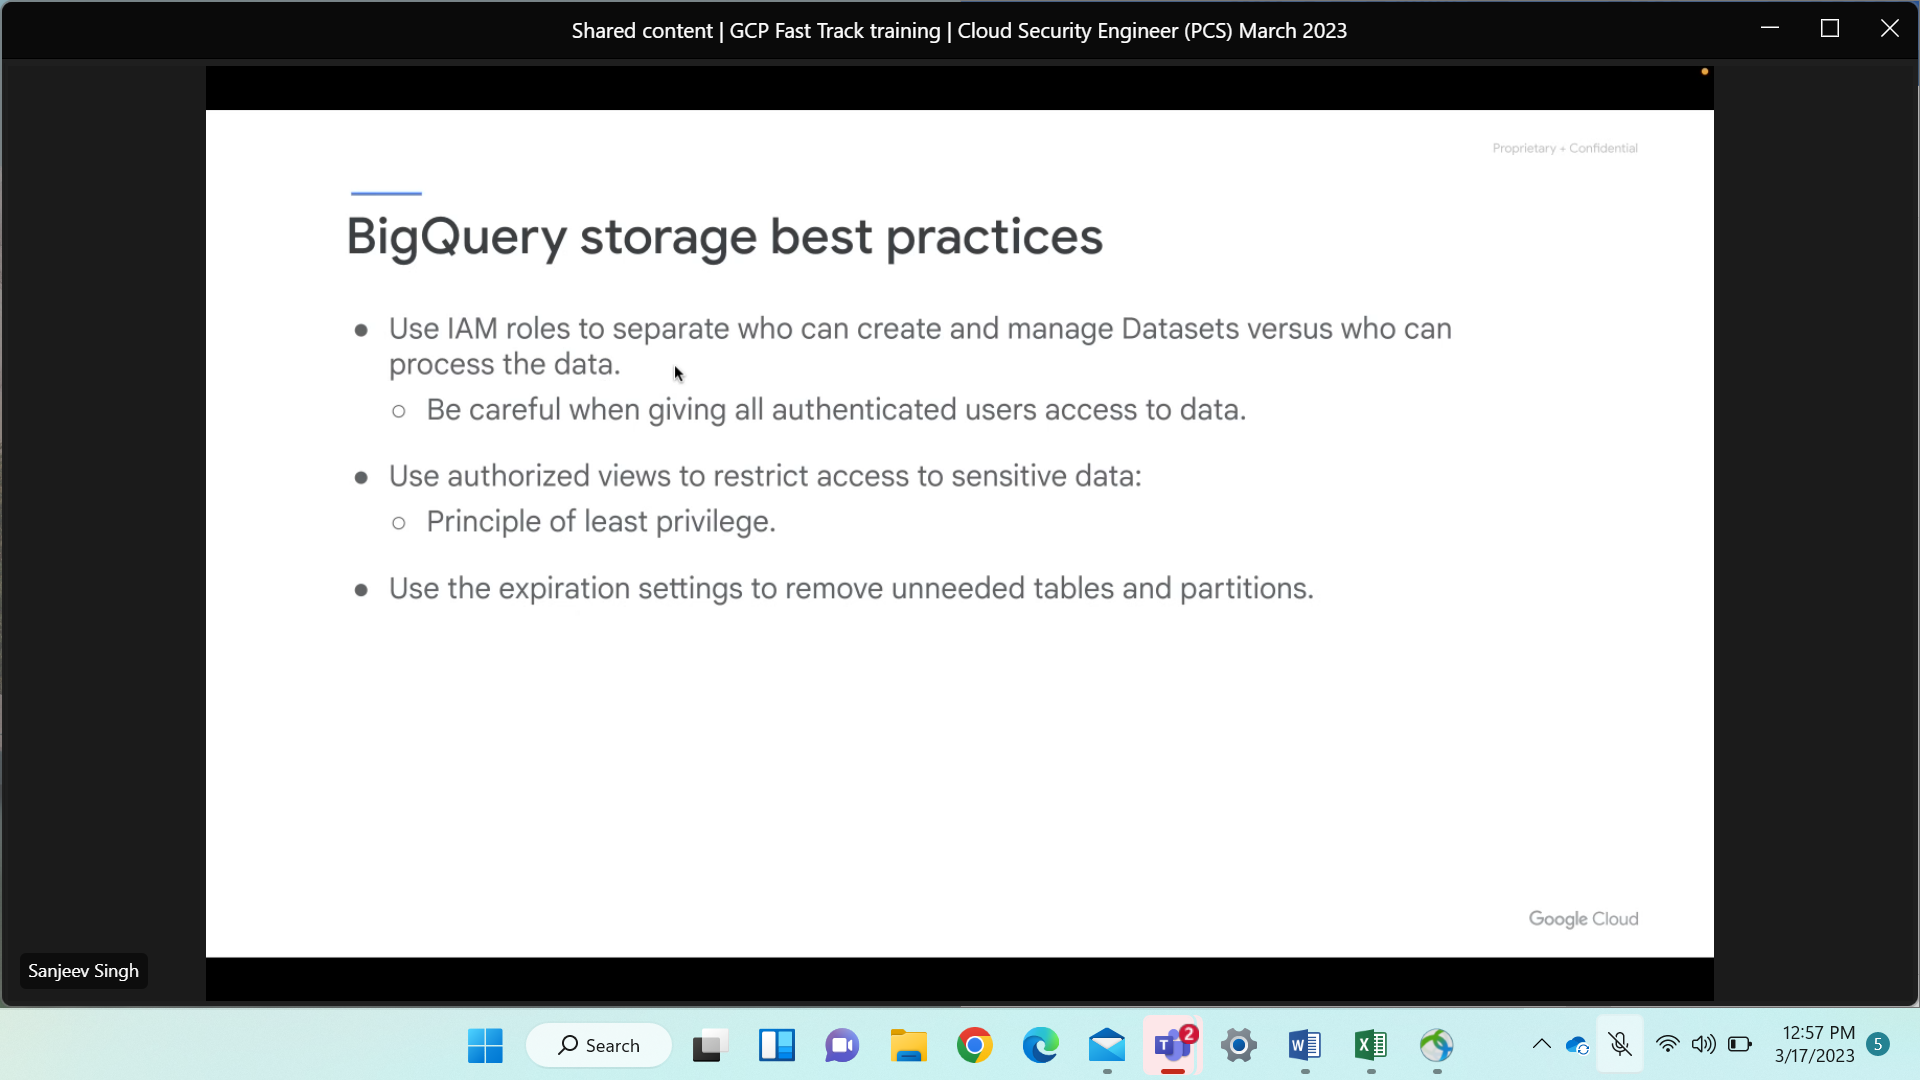 Shared content | GCP Fast Track training | Cloud Security Engineer (PCS) March 2023
Proprietary + Confidential
BigQuery storage best practices
● Use IAM roles to separate who can create and manage Datasets versus who can
process the data.
○ Be careful when giving all authenticated users access to data.
● Use authorized views to restrict access to sensitive data:
○ Principle of least privilege.
● Use the expiration settings to remove unneeded tables and partitions.
Google Cloud
Sanjeev Singh
Search
T
2
W
X
12:57 PM
3/17/2023
5